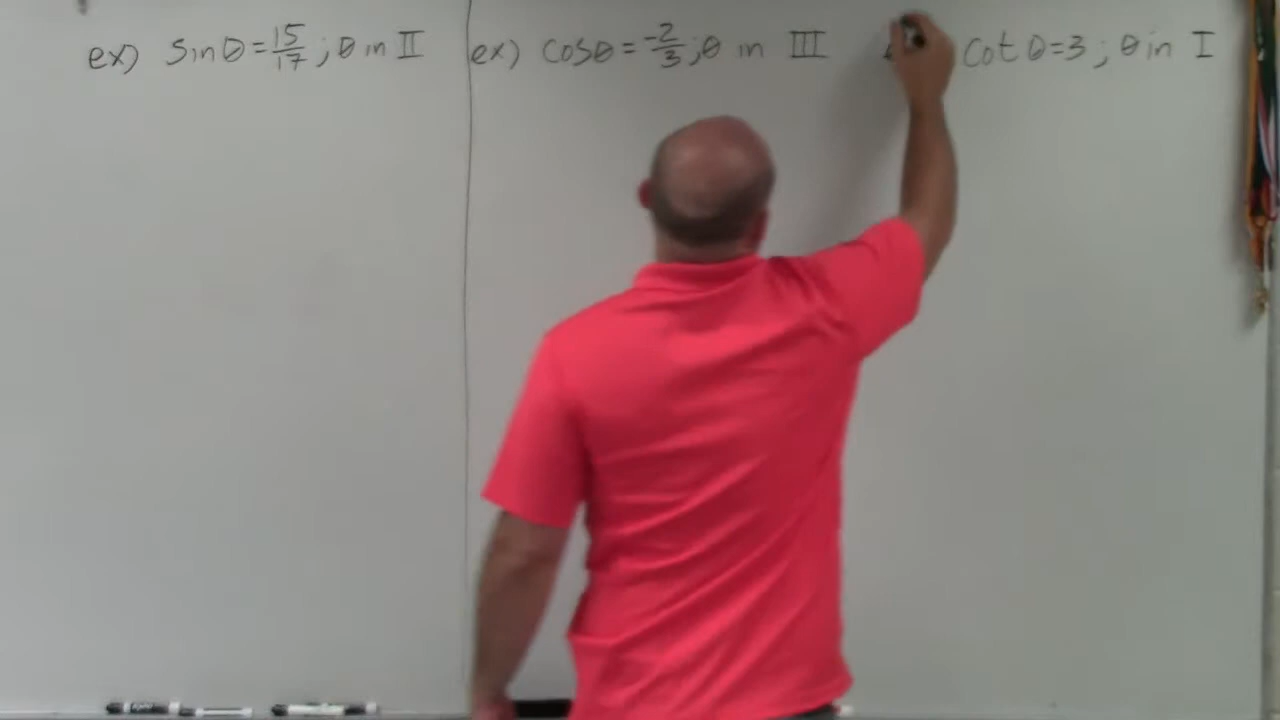 ex) sin θ = 15/17 ; θ in II
ex) cos θ = -2/3 ; θ in III
cot θ = 3 ; θ in I